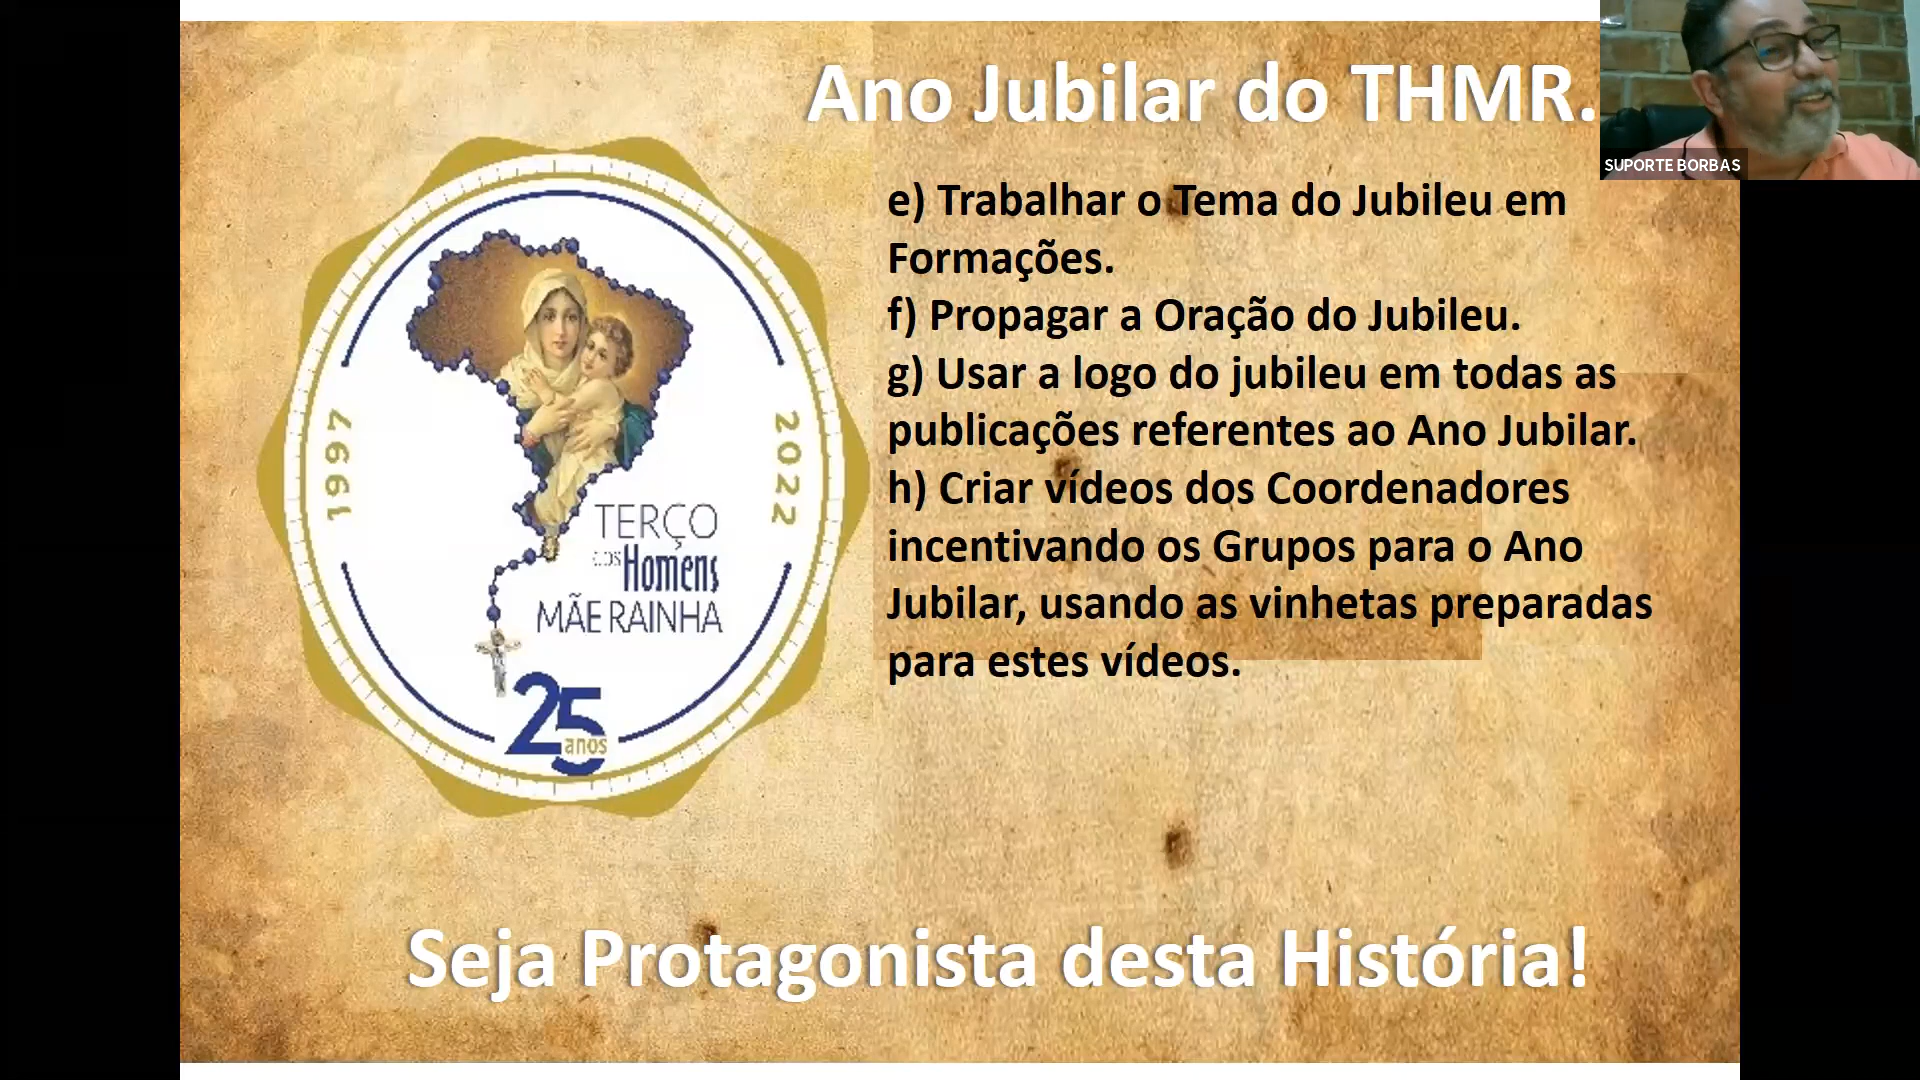 Ano Jubilar do THMR.
SUPORTE BORBAS
e) Trabalhar o Tema do Jubileu em
Formações.
f) Propagar a Oração do Jubileu.
g) Usar a logo do jubileu em todas as
publicações referentes ao Ano Jubilar.
h) Criar vídeos dos Coordenadores
incentivando os Grupos para o Ano
Jubilar, usando as vinhetas preparadas
para estes vídeos.
1997
2022
TERÇO
dos Homens
MÃE RAINHA
25
anos
Seja Protagonista desta História!